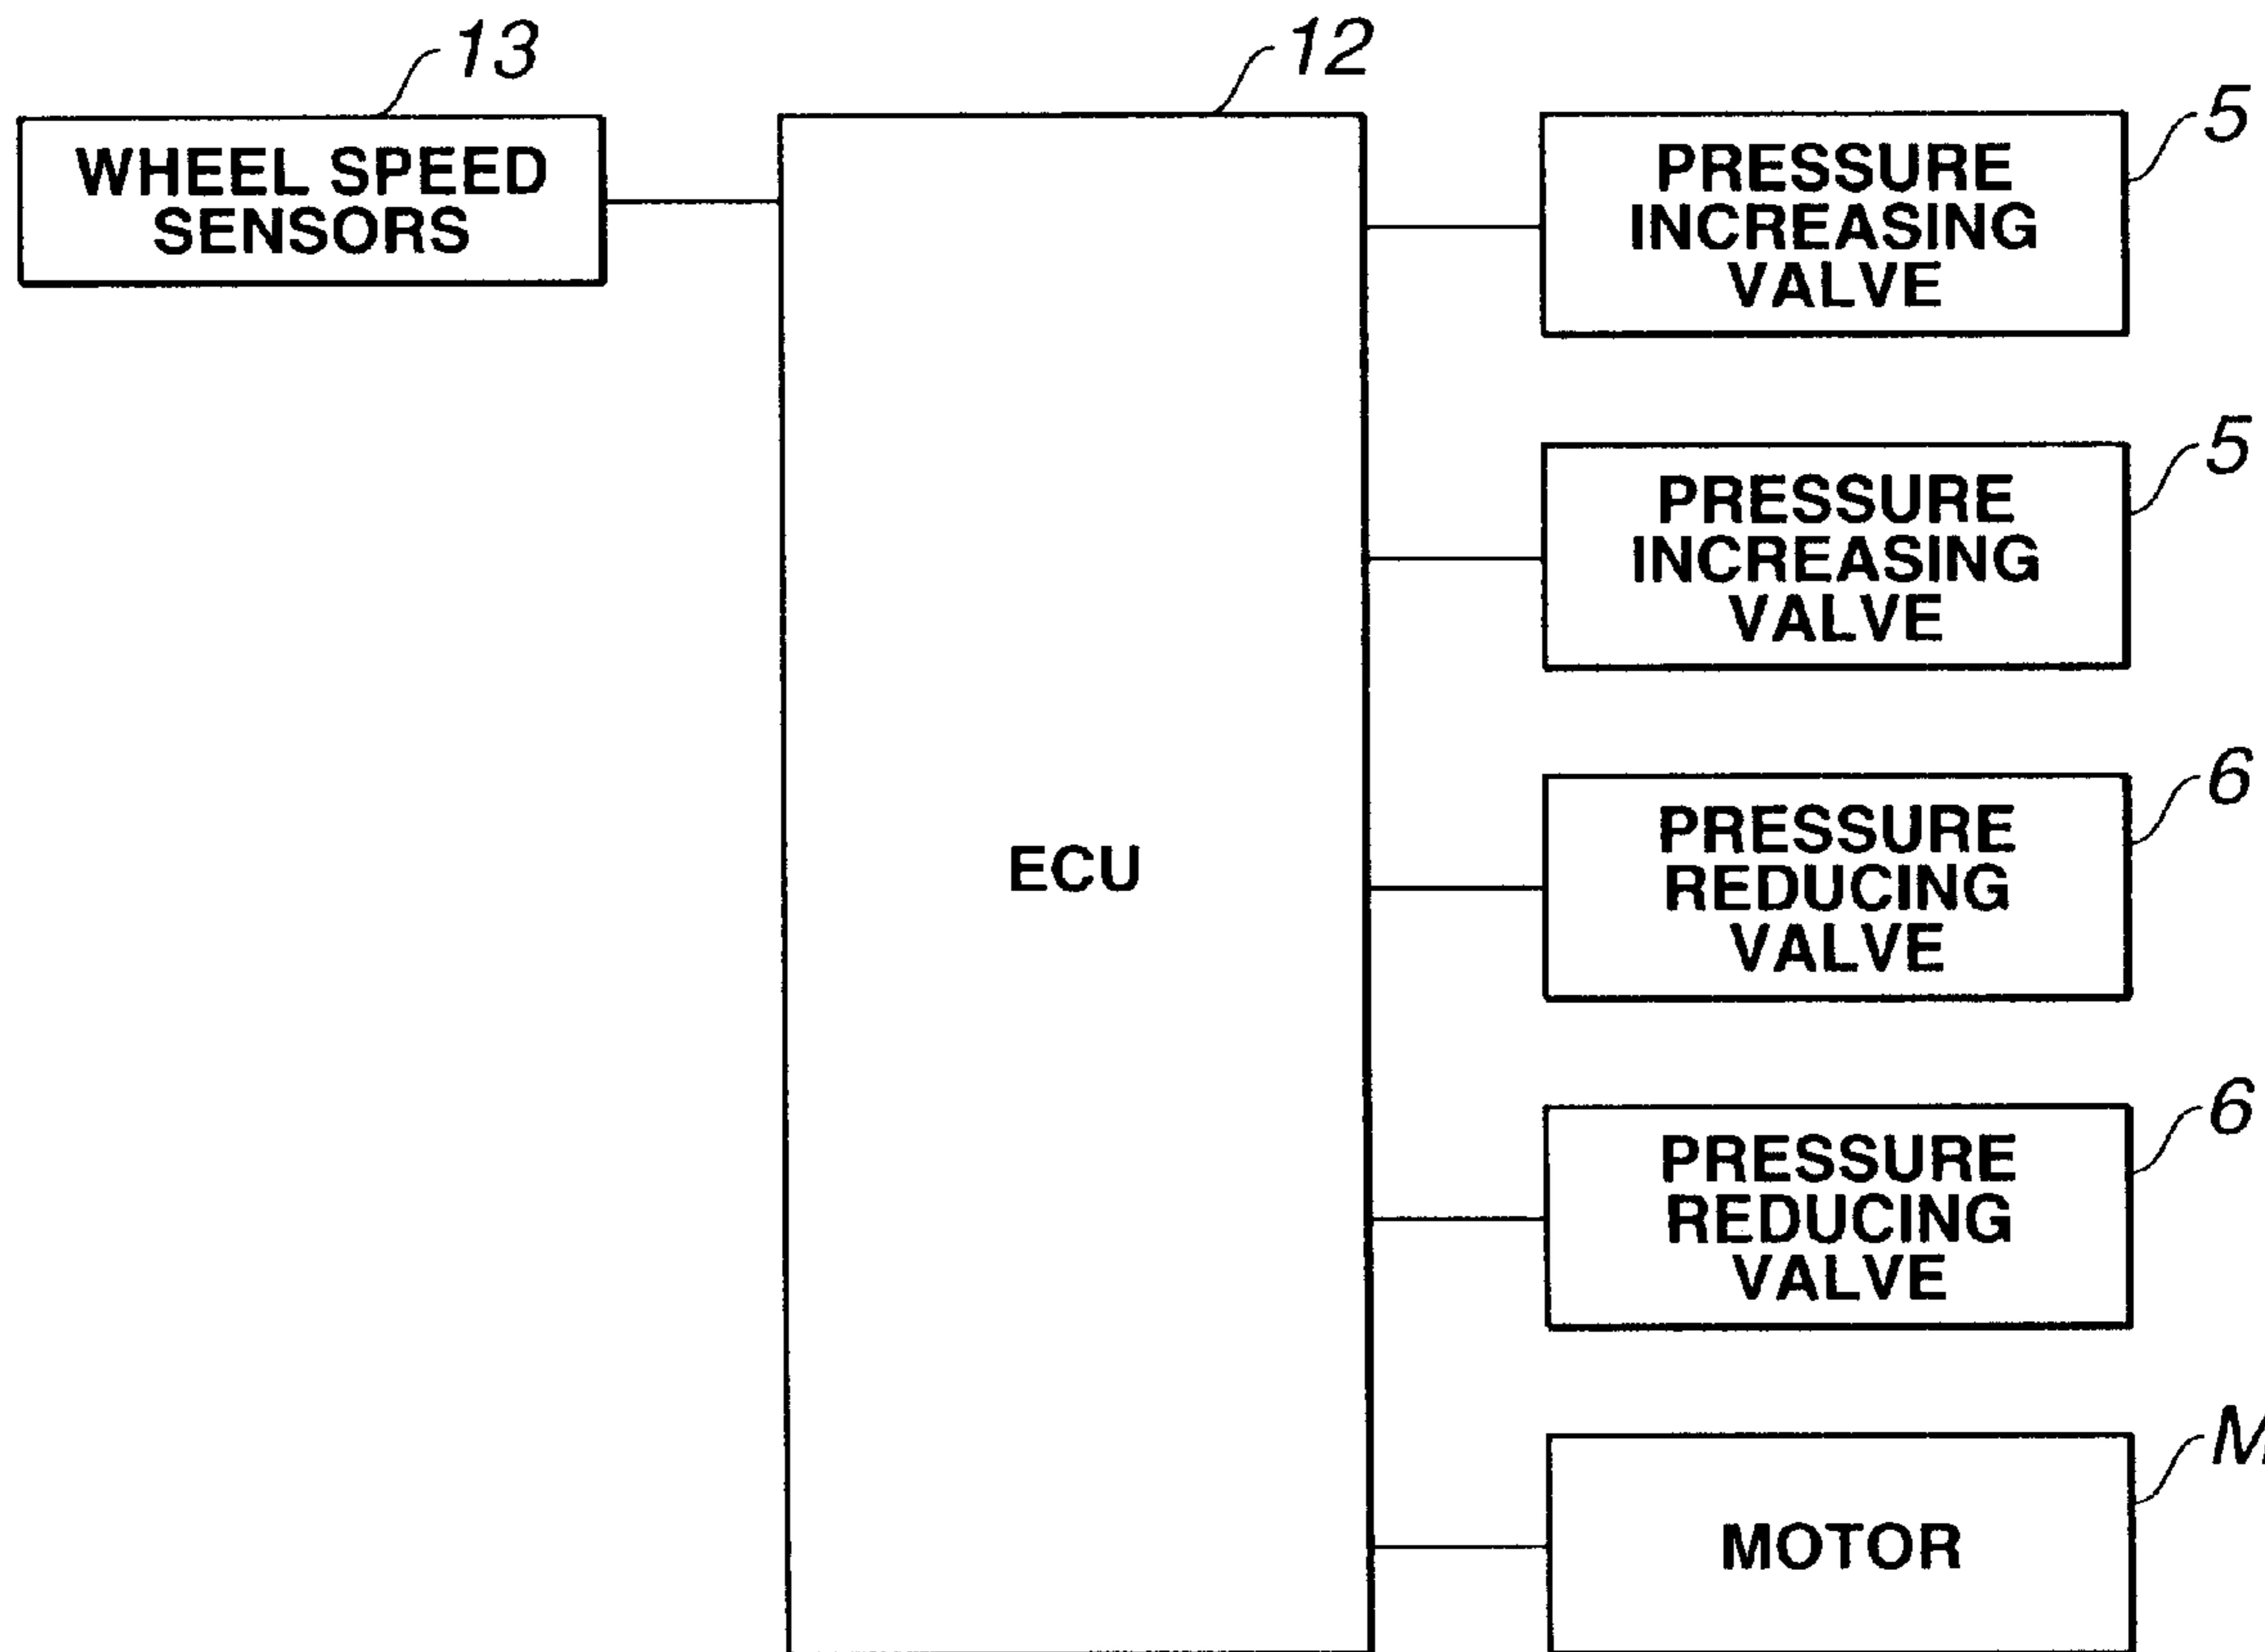 13
WHEEL SPEED
SENSORS
12
ECU
5
PRESSURE
INCREASING
VALVE
5
PRESSURE
INCREASING
VALVE
6
PRESSURE
REDUCING
VALVE
6
PRESSURE
REDUCING
VALVE
M
MOTOR